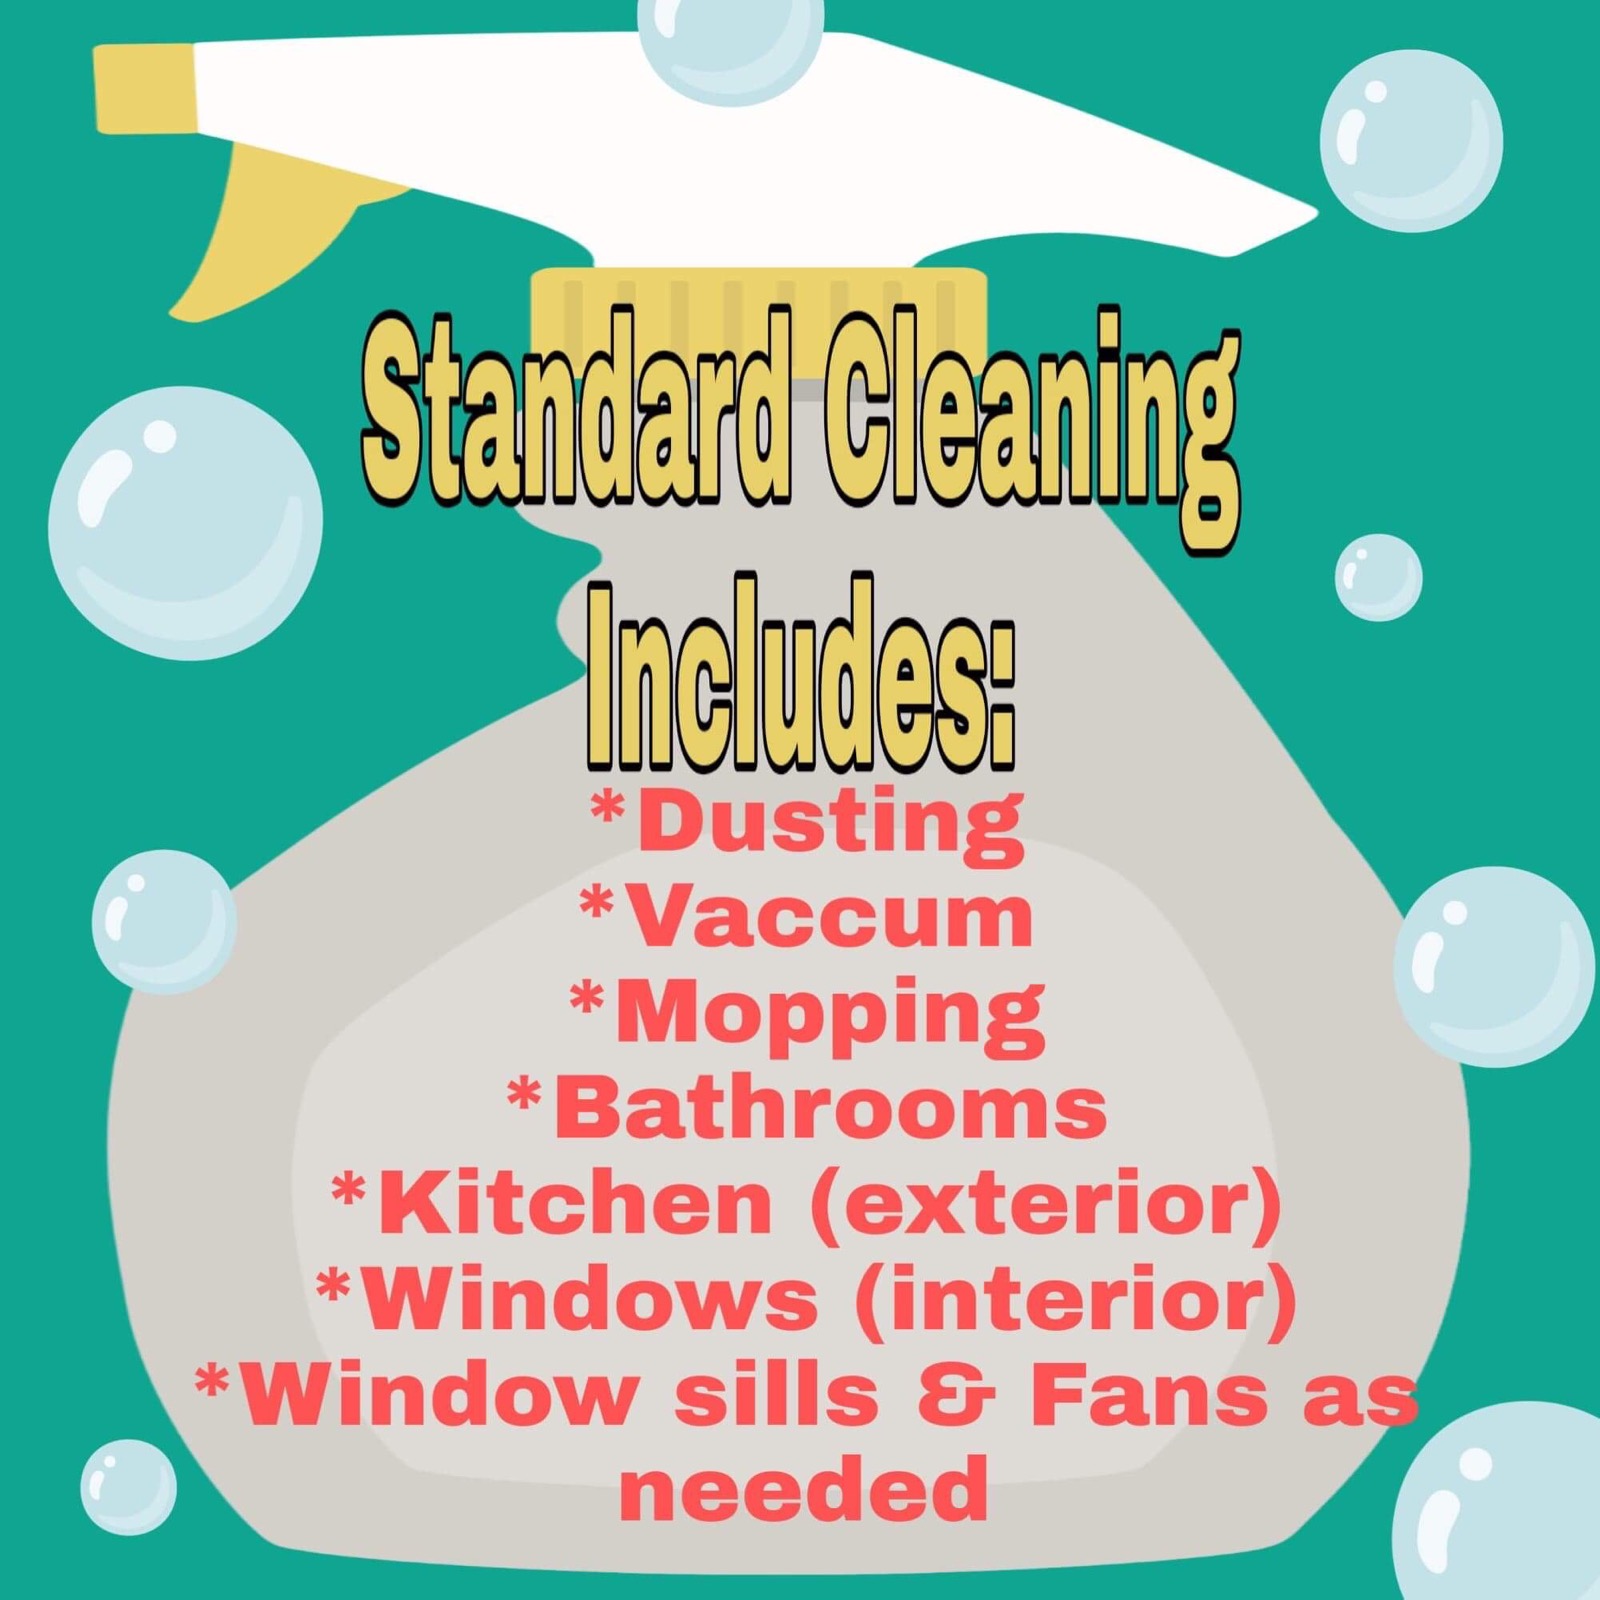 Standard Cleaning
Includes:
*Dusting
*Vaccum
*Mopping
*Bathrooms
*Kitchen (exterior)
*Windows (interior)
*Window sills & Fans as
needed